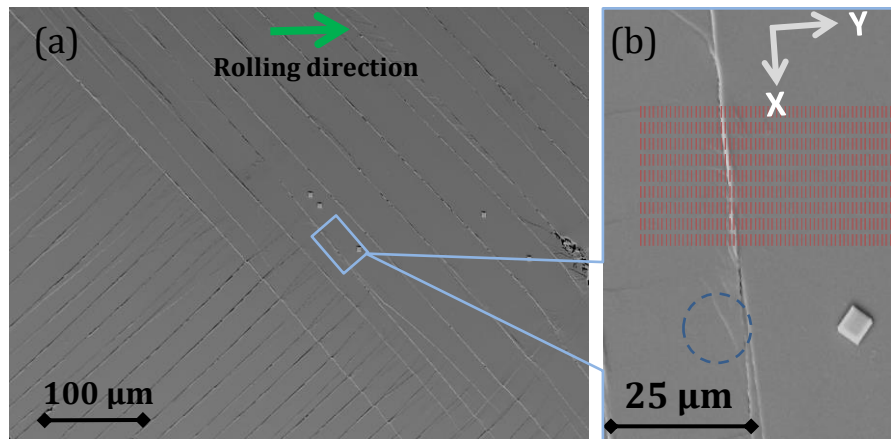 (a)
Rolling direction
100 μm
(b)
Y
X
25 μm